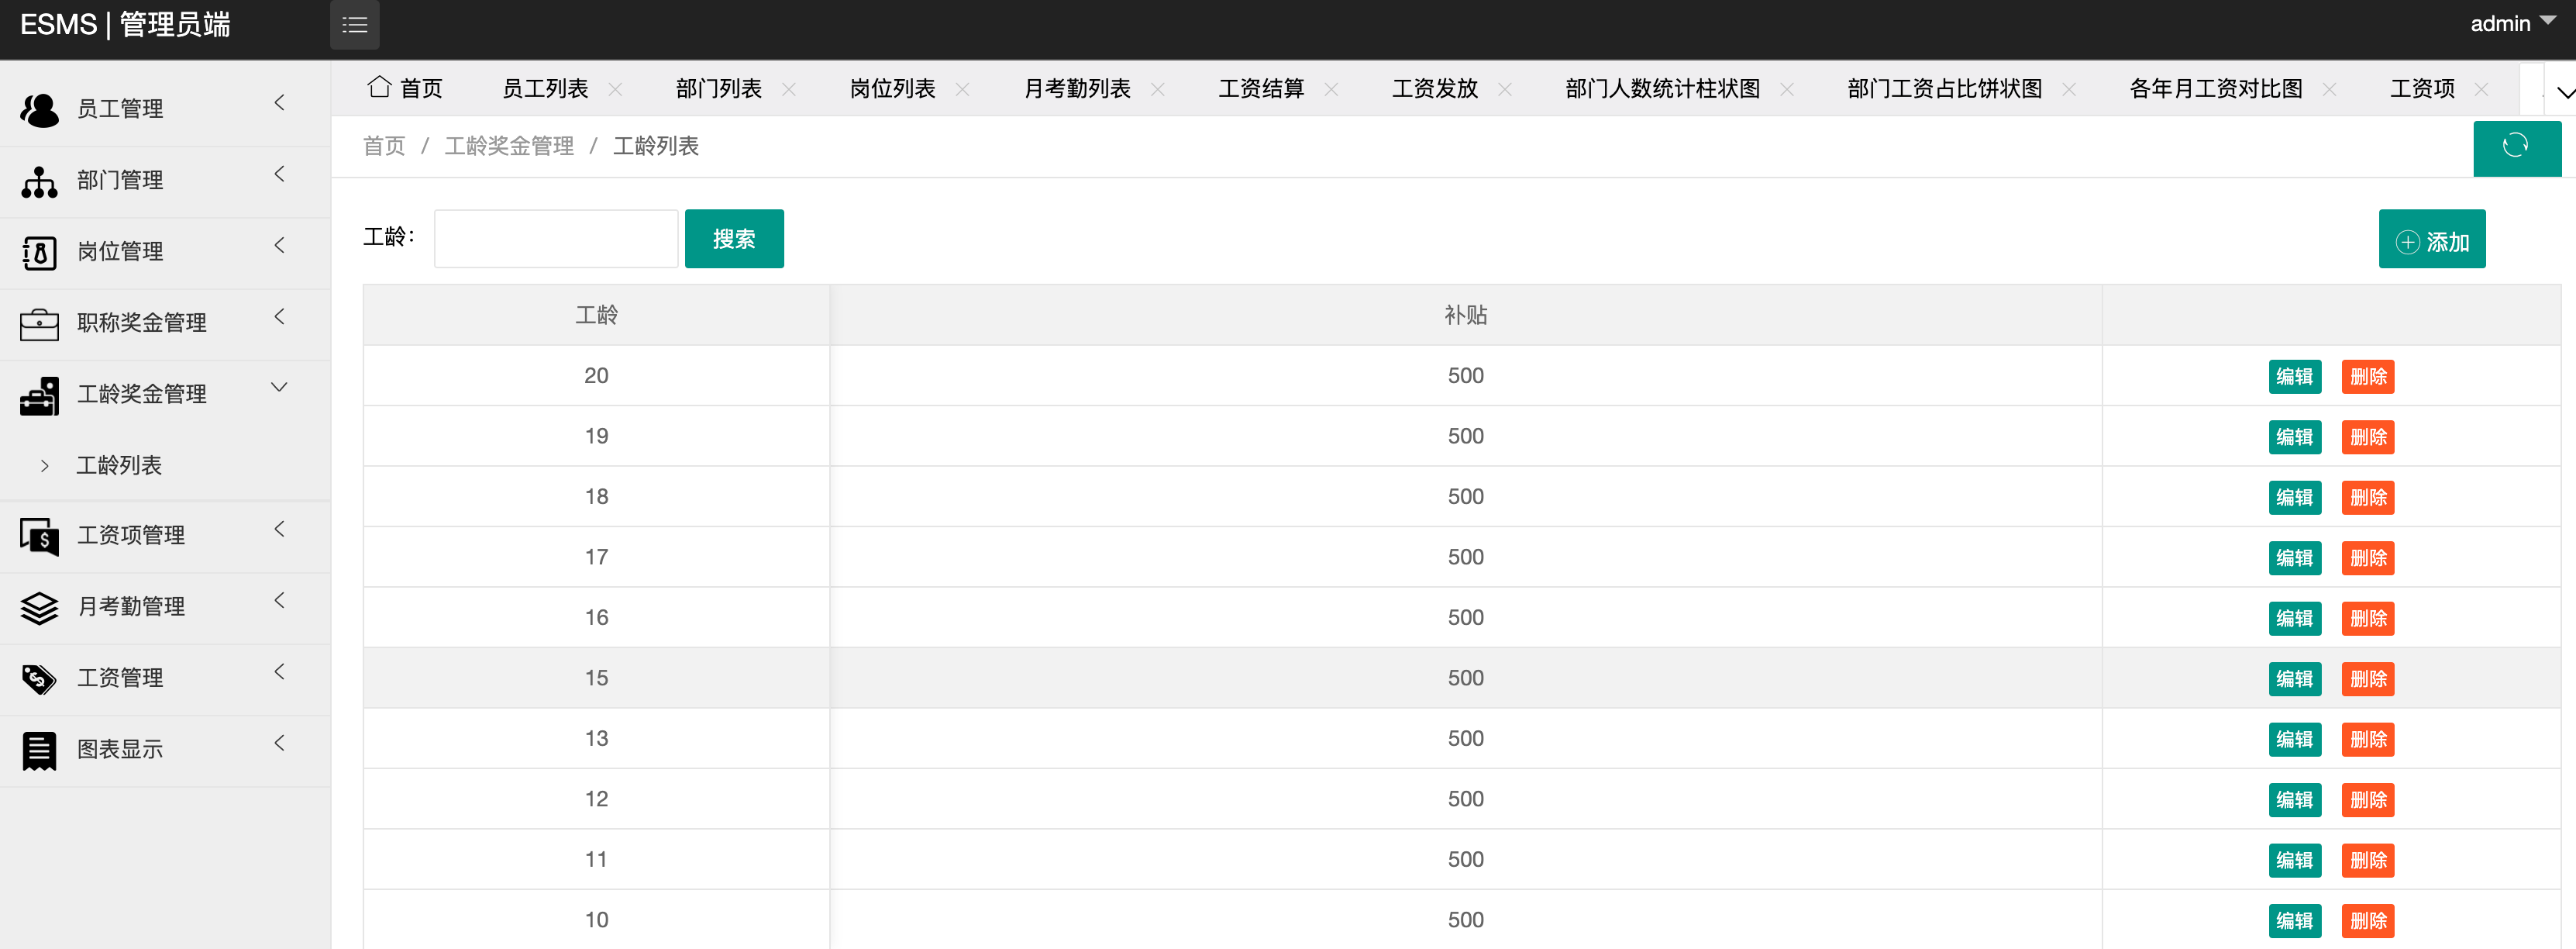 ESMS | 管理员端
admin
员工管理
部门管理
岗位管理
职称奖金管理
工龄奖金管理
工龄列表
工资项管理
月考勤管理
工资管理
图表显示
首页 员工列表 部门列表 岗位列表 月考勤列表 工资结算 工资发放 部门人数统计柱状图 部门工资占比饼状图 各年月工资对比图 工资项
首页 / 工龄奖金管理 / 工龄列表
工龄： 搜索 添加
工龄 补贴
20 500 编辑 删除
19 500 编辑 删除
18 500 编辑 删除
17 500 编辑 删除
16 500 编辑 删除
15 500 编辑 删除
13 500 编辑 删除
12 500 编辑 删除
11 500 编辑 删除
10 500 编辑 删除